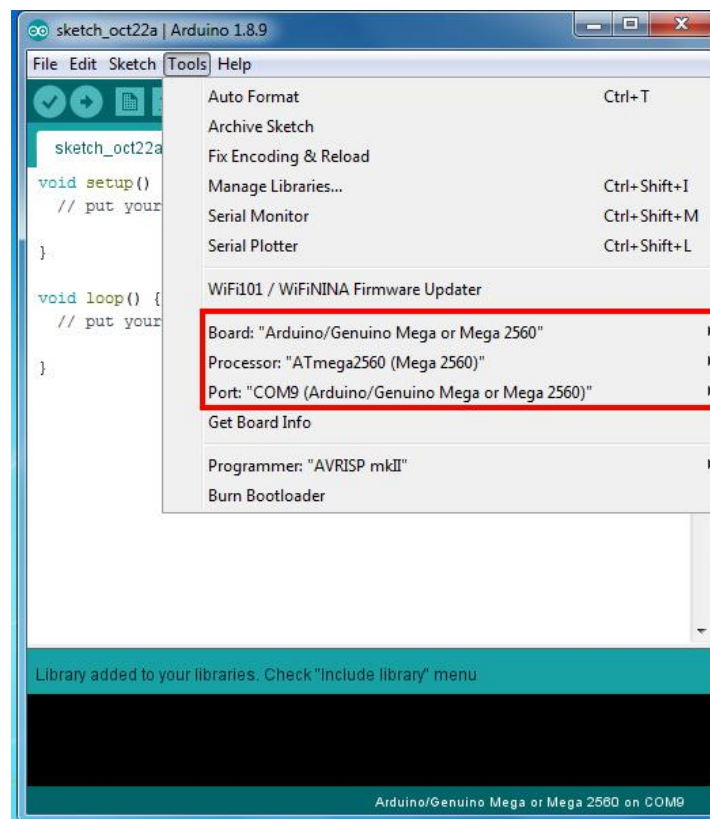 sketch_oct22a | Arduino 1.8.9
File Edit Sketch Tools Help
Auto Format Ctrl+T
Archive Sketch
sketch_oct22a
Fix Encoding & Reload
void setup()
Manage Libraries... Ctrl+Shift+I
// put your
Serial Monitor Ctrl+Shift+M
}
Serial Plotter Ctrl+Shift+L
void loop() {
WiFi101 / WiFiNINA Firmware Updater
// put your
Board: "Arduino/Genuino Mega or Mega 2560"
}
Processor: "ATmega2560 (Mega 2560)"
Port: "COM9 (Arduino/Genuino Mega or Mega 2560)"
Get Board Info
Programmer: "AVRISP mkII"
Burn Bootloader
Library added to your libraries. Check "Include library" menu
Arduino/Genuino Mega or Mega 2560 on COM9